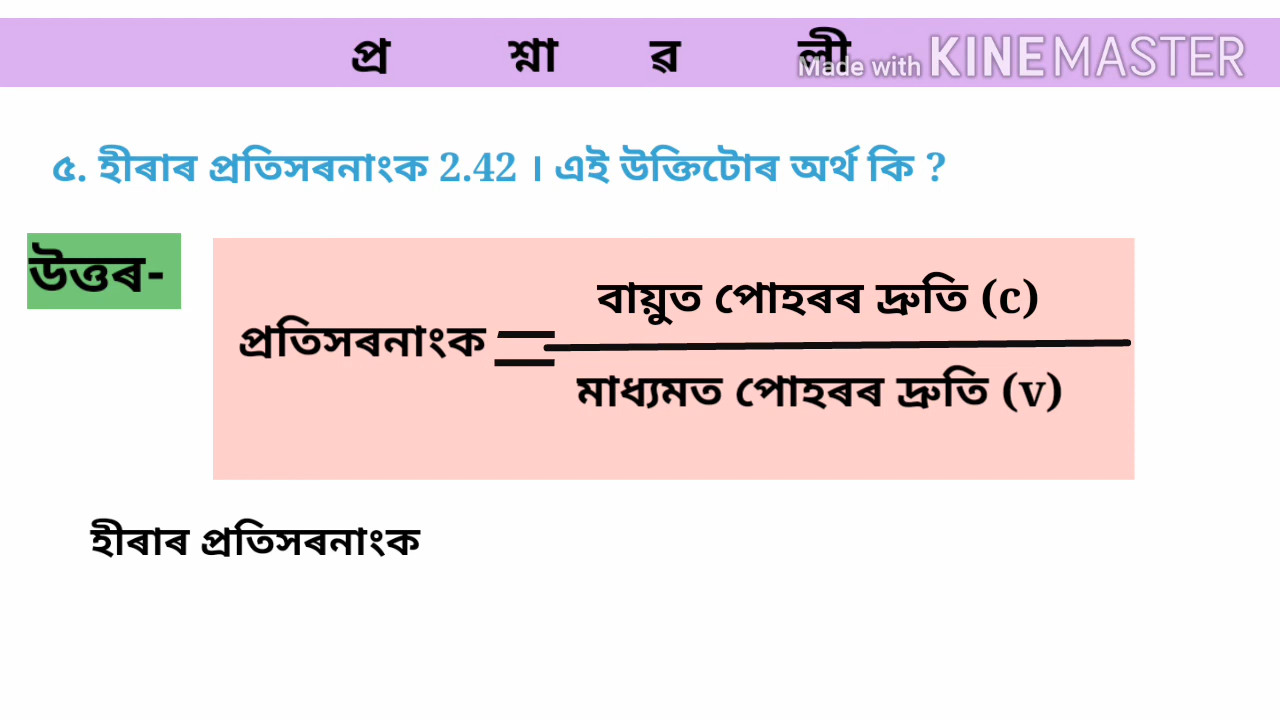 প্ৰ শ্না ৱ লী
Made with KINEMASTER
৫. হীৰাৰ প্ৰতিসৰনাংক 2.42 । এই উক্তিটোৰ অৰ্থ কি ?
উত্তৰ-
বায়ুত পোহৰৰ দ্ৰুতি (c)
প্ৰতিসৰনাংক =
মাধ্যমত পোহৰৰ দ্ৰুতি (v)
হীৰাৰ প্ৰতিসৰনাংক